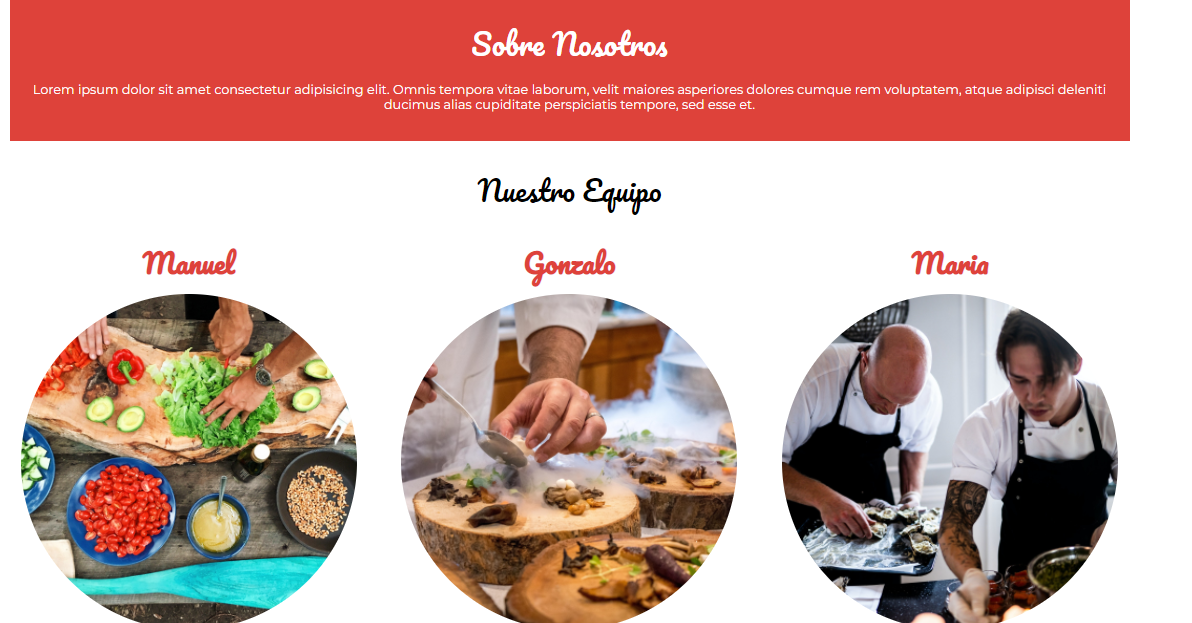 Sobre Nosotros
Lorem ipsum dolor sit amet consectetur adipisicing elit. Omnis tempora vitae laborum, velit maiores asperiores dolores cumque rem voluptatem, atque adipisci deleniti
ducimus alias cupiditate perspiciatis tempore, sed esse et.
Nuestro Equipo
Manuel
Gonzalo
Maria